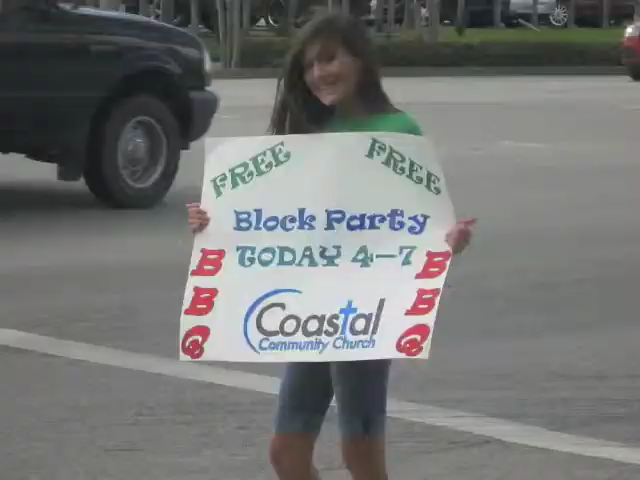 FREE FREE
Block Party
TODAY 4-7
B
B
Q
B
B
Q
Coastal
Community Church